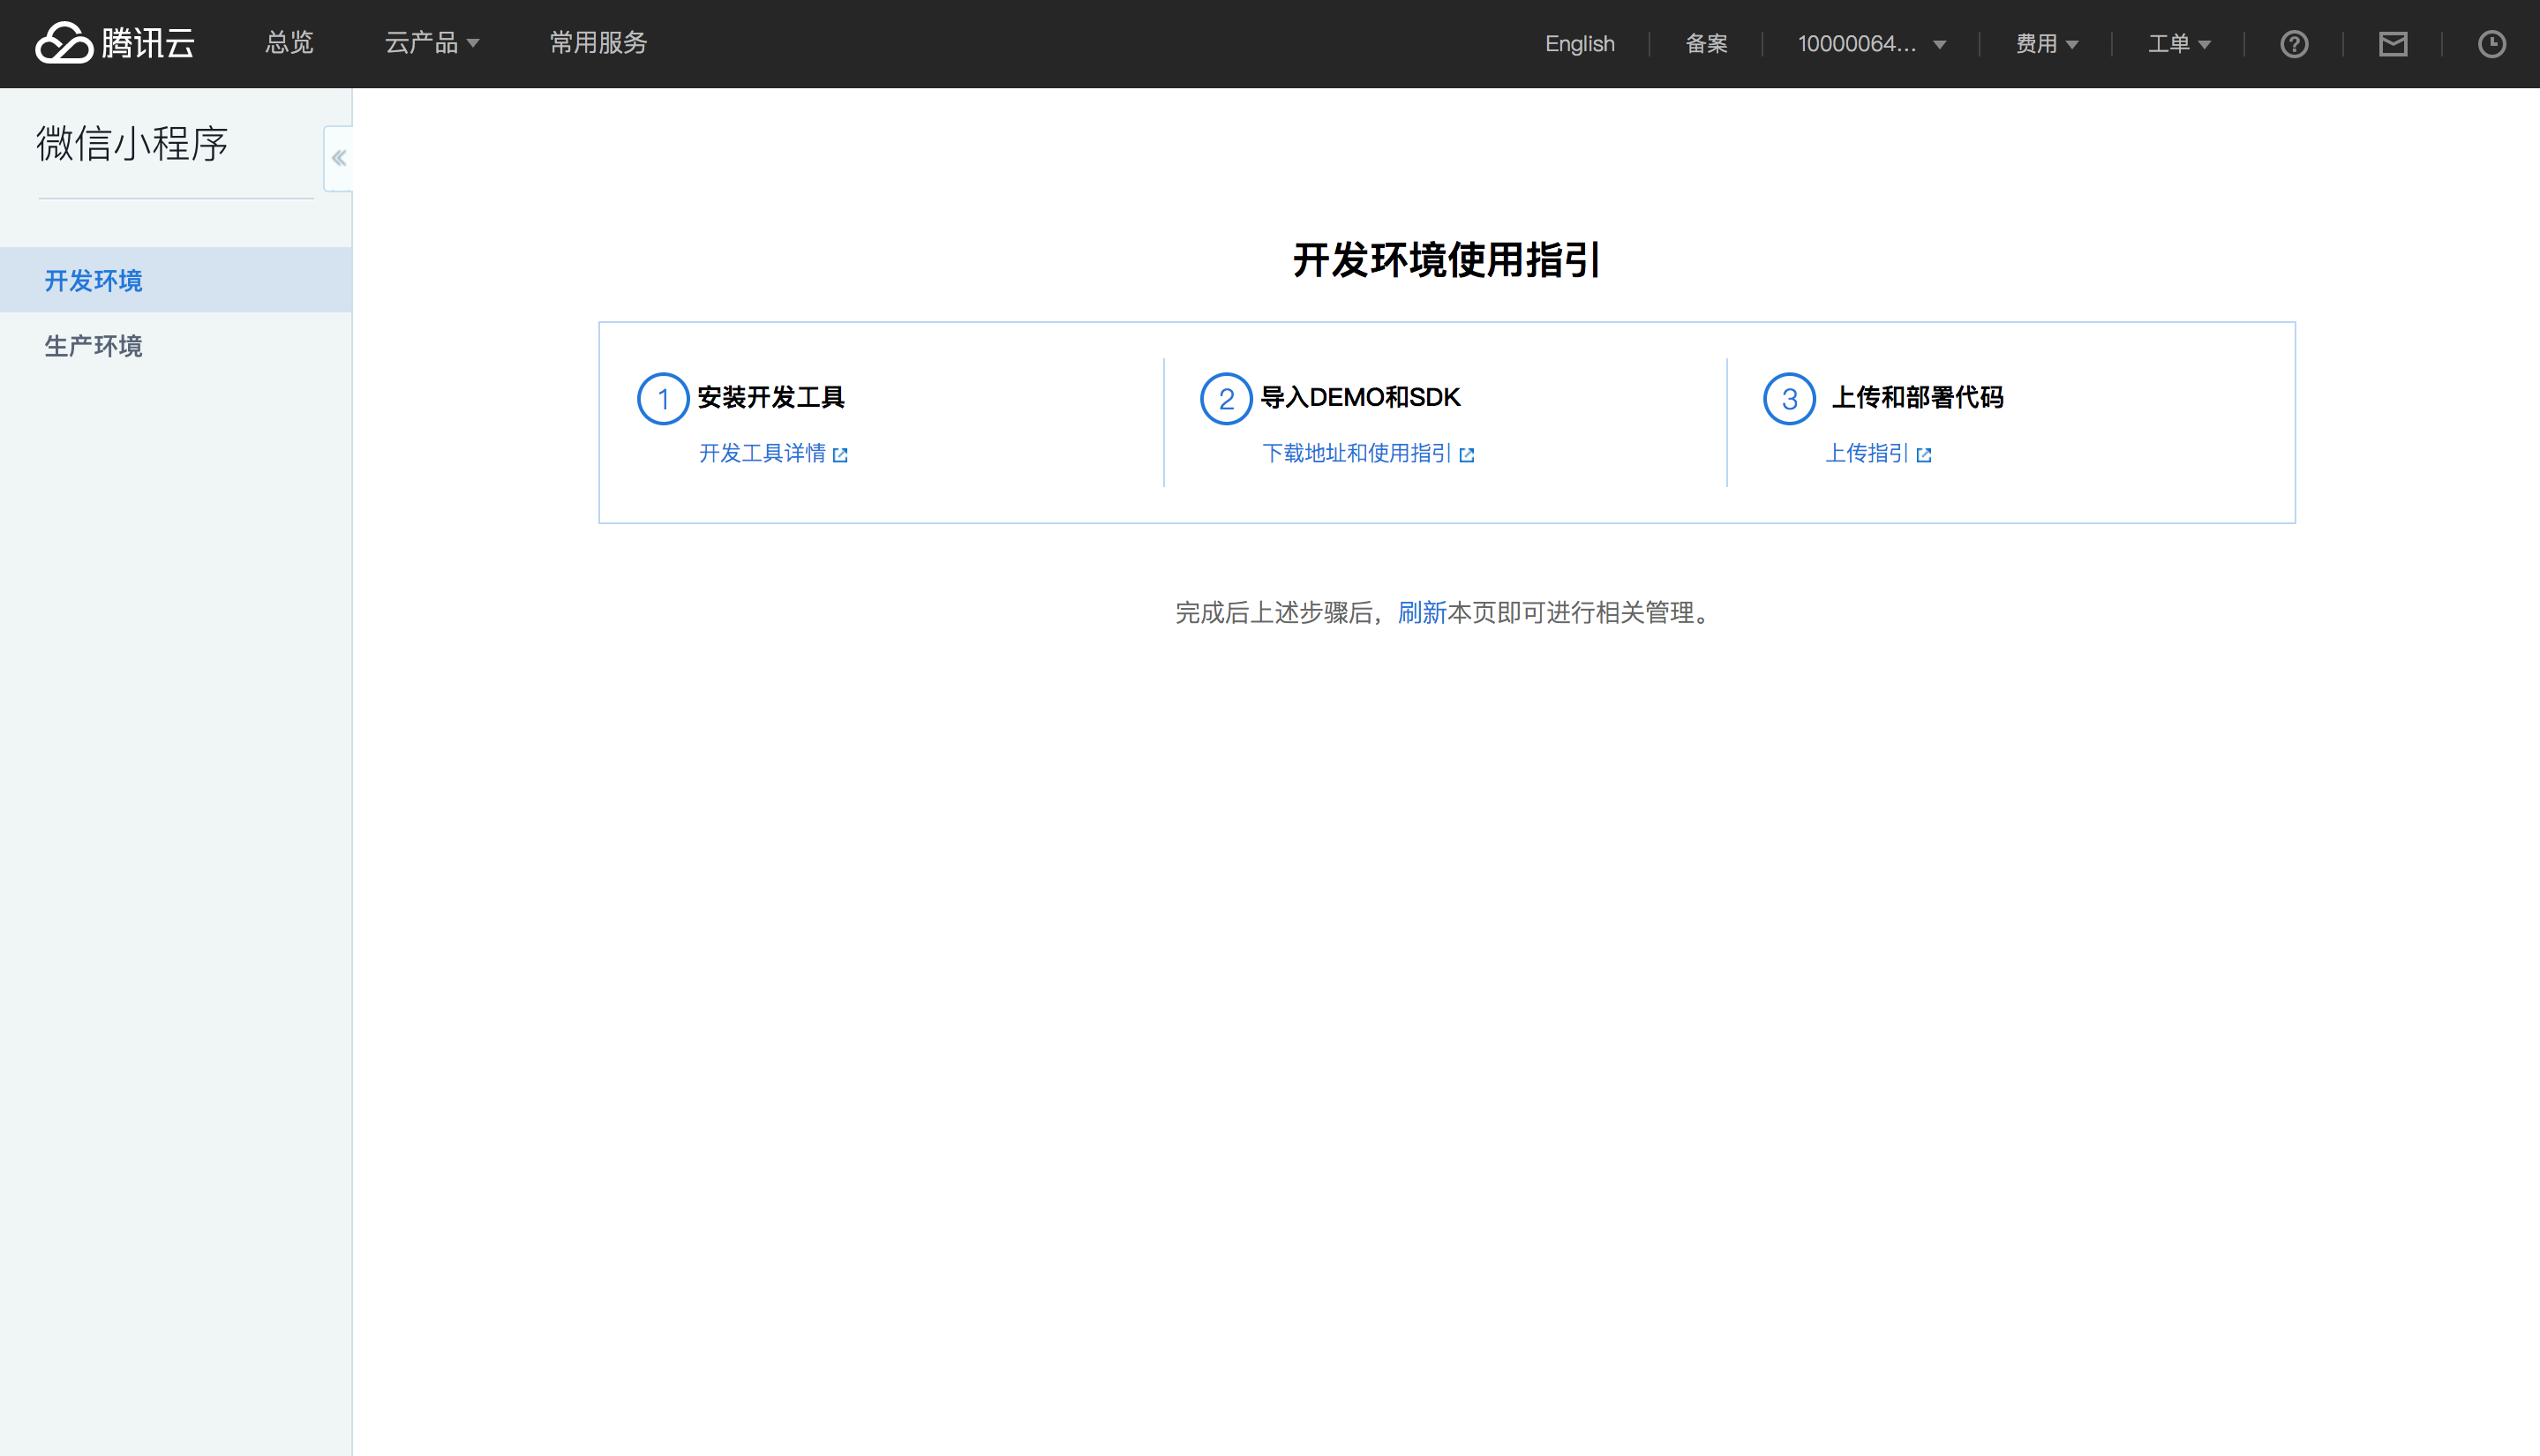 腾讯云 总览 云产品 常用服务 English 备案 10000064... 费用 工单
微信小程序
开发环境
生产环境
开发环境使用指引
1 安装开发工具
开发工具详情
2 导入DEMO和SDK
下载地址和使用指引
3 上传和部署代码
上传指引
完成后上述步骤后，刷新本页即可进行相关管理。